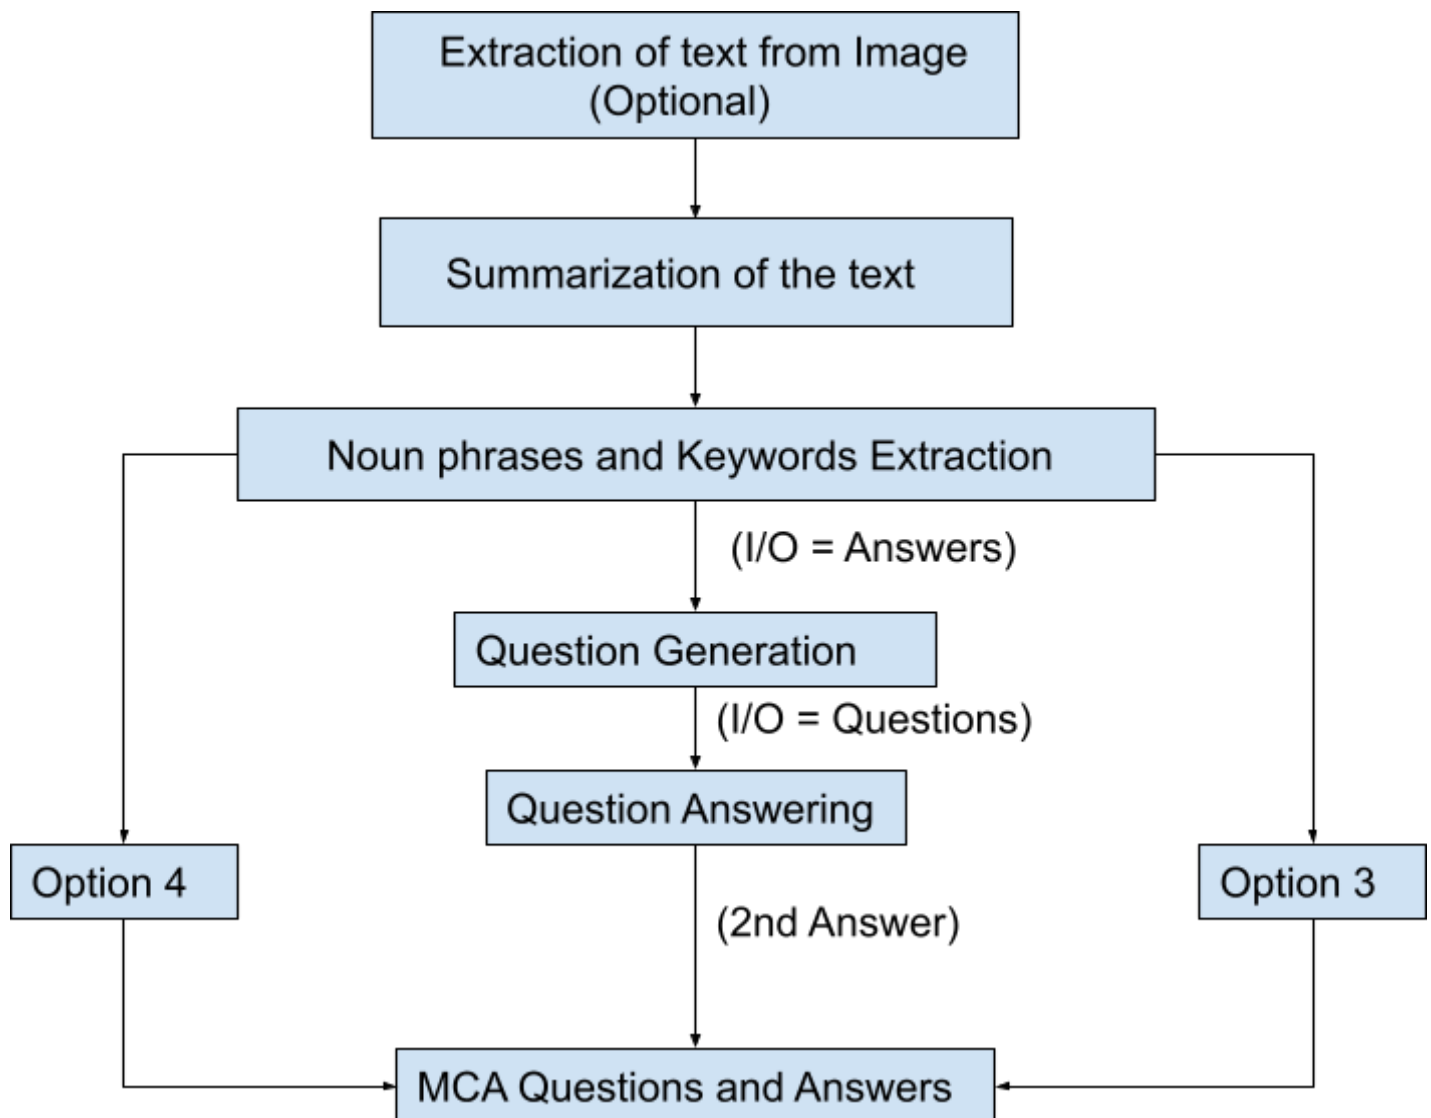 Extraction of text from Image
(Optional)
Summarization of the text
Noun phrases and Keywords Extraction
(I/O = Answers)
Question Generation
(I/O = Questions)
Question Answering
Option 4
Option 3
(2nd Answer)
MCA Questions and Answers